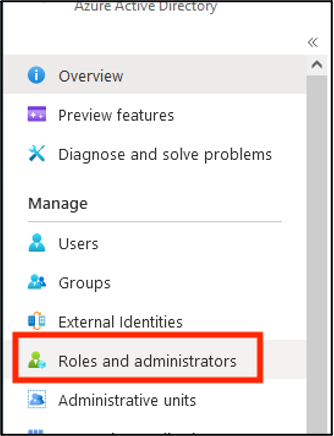 Azure Active Directory
«
Overview
Preview features
Diagnose and solve problems
Manage
Users
Groups
External Identities
Roles and administrators
Administrative units